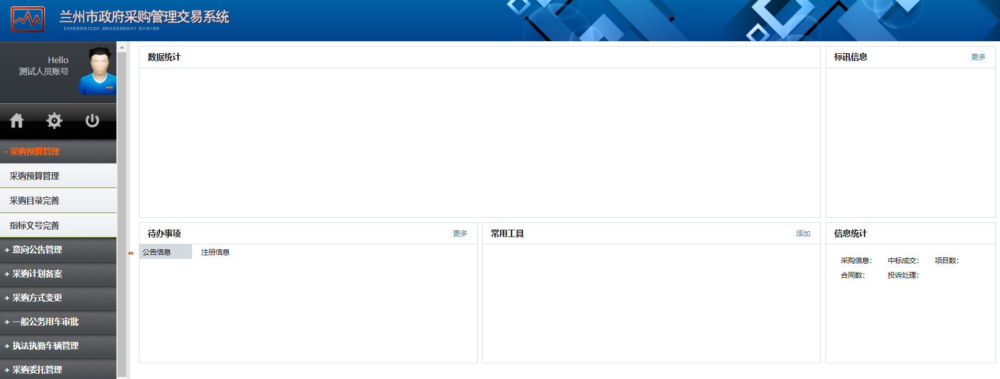 兰州市政府采购管理交易系统
INFORMATION MANAGEMENT SYSTEM
Hello
测试人员账号
- 采购预算管理
采购预算管理
采购目录完善
指标文号完善
+ 意向公告管理
+ 采购计划备案
+ 采购方式变更
+ 一般公务用车审批
+ 执法执勤车辆管理
+ 采购委托管理
数据统计
标讯信息 更多
待办事项 更多
公告信息 注册信息
常用工具 添加
信息统计
采购信息： 中标成交： 项目数：
合同数： 投诉处理：